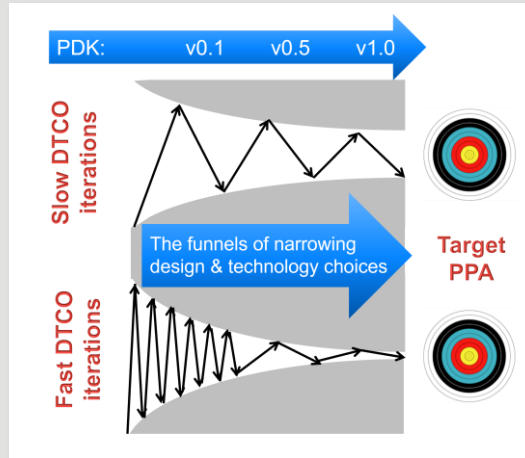 PDK: v0.1 v0.5 v1.0
Slow DTCO
iterations
The funnels of narrowing
design & technology choices
Target
PPA
Fast DTCO
iterations